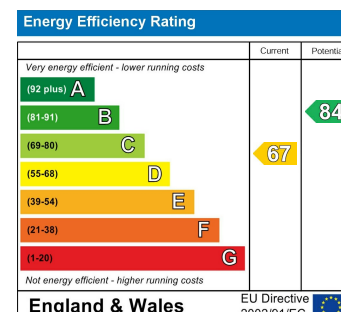 Energy Efficiency Rating
Current
Very energy efficient - lower running costs
(92 plus) A
(81-91) B
84
(69-80) C
67
(55-68) D
(39-54) E
(21-38) F
(1-20) G
Not energy efficient - higher running costs
England & Wales
EU Directive